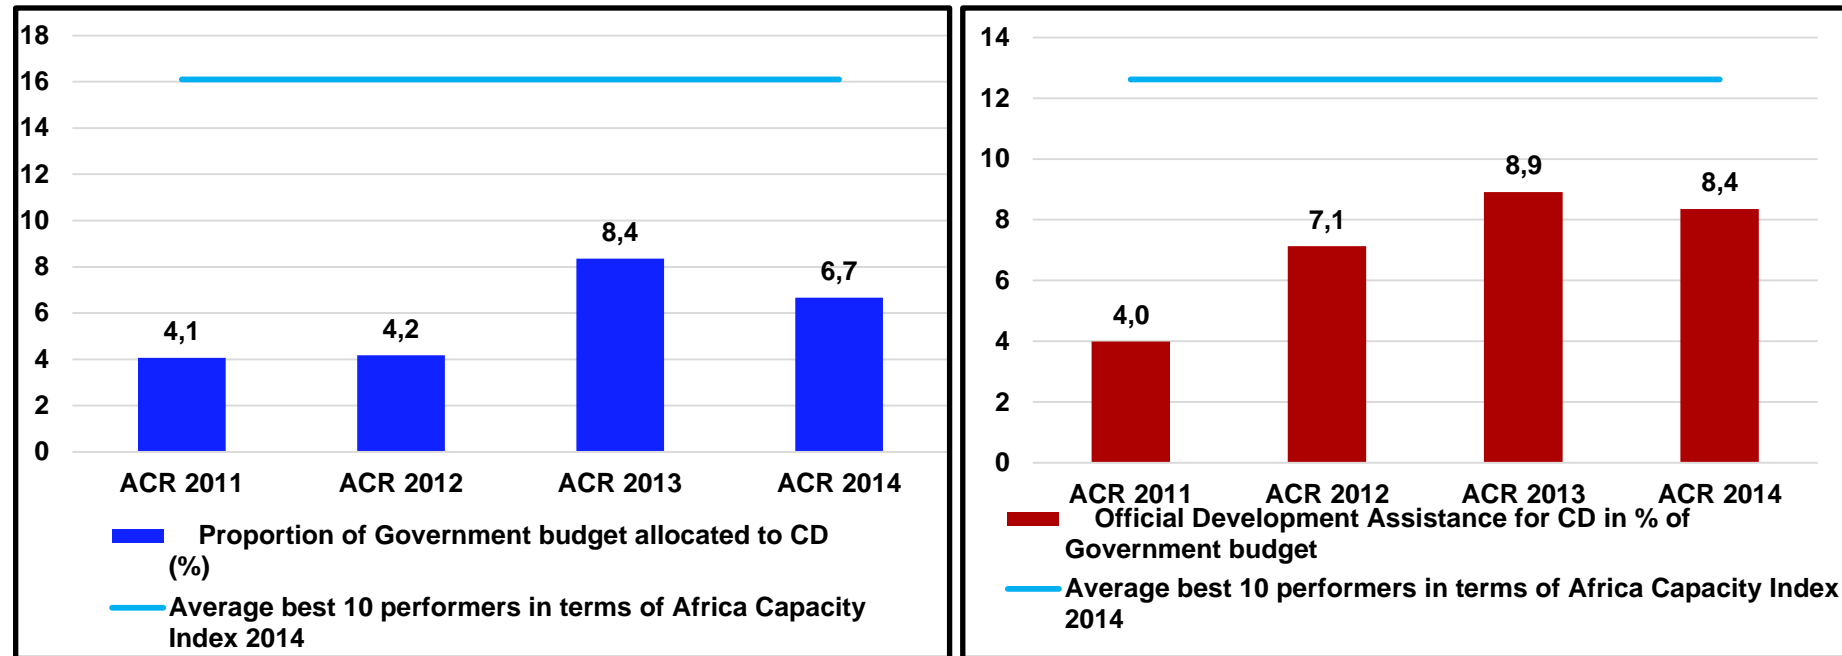 18
16
14
12
10
8
6
4
2
0
4,1
4,2
8,4
6,7
ACR 2011
ACR 2012
ACR 2013
ACR 2014
Proportion of Government budget allocated to CD
(%)
Average best 10 performers in terms of Africa Capacity
Index 2014
14
12
10
8
6
4
2
0
4,0
7,1
8,9
8,4
ACR 2011
ACR 2012
ACR 2013
ACR 2014
Official Development Assistance for CD in % of
Government budget
Average best 10 performers in terms of Africa Capacity Index
2014